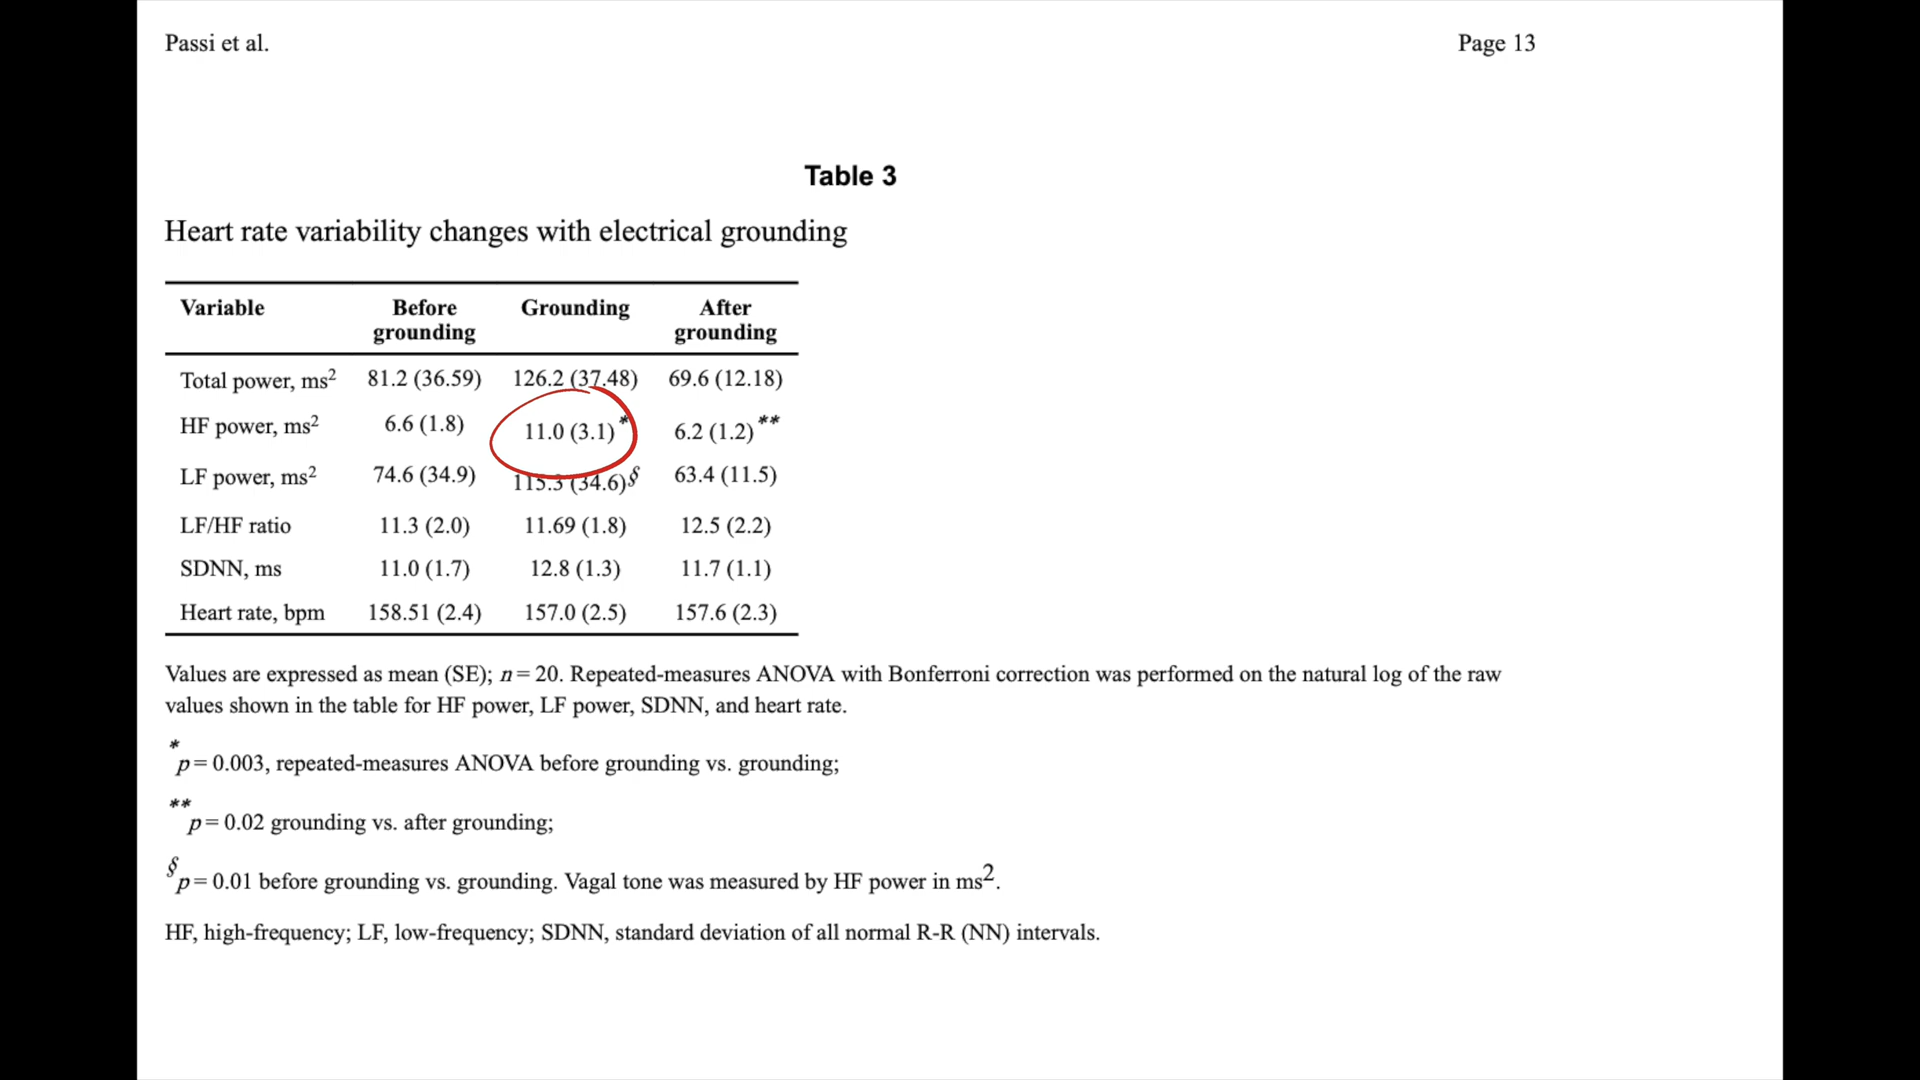 Passi et al. Page 13
Table 3
Heart rate variability changes with electrical grounding
Variable Before grounding Grounding After grounding
Total power, ms² 81.2 (36.59) 126.2 (37.48) 69.6 (12.18)
HF power, ms² 6.6 (1.8) 11.0 (3.1)* 6.2 (1.2)**
LF power, ms² 74.6 (34.9) 115.3 (34.6)§ 63.4 (11.5)
LF/HF ratio 11.3 (2.0) 11.69 (1.8) 12.5 (2.2)
SDNN, ms 11.0 (1.7) 12.8 (1.3) 11.7 (1.1)
Heart rate, bpm 158.51 (2.4) 157.0 (2.5) 157.6 (2.3)
Values are expressed as mean (SE); n = 20. Repeated-measures ANOVA with Bonferroni correction was performed on the natural log of the raw
values shown in the table for HF power, LF power, SDNN, and heart rate.
* p = 0.003, repeated-measures ANOVA before grounding vs. grounding;
** p = 0.02 grounding vs. after grounding;
§ p = 0.01 before grounding vs. grounding. Vagal tone was measured by HF power in ms².
HF, high-frequency; LF, low-frequency; SDNN, standard deviation of all normal R-R (NN) intervals.